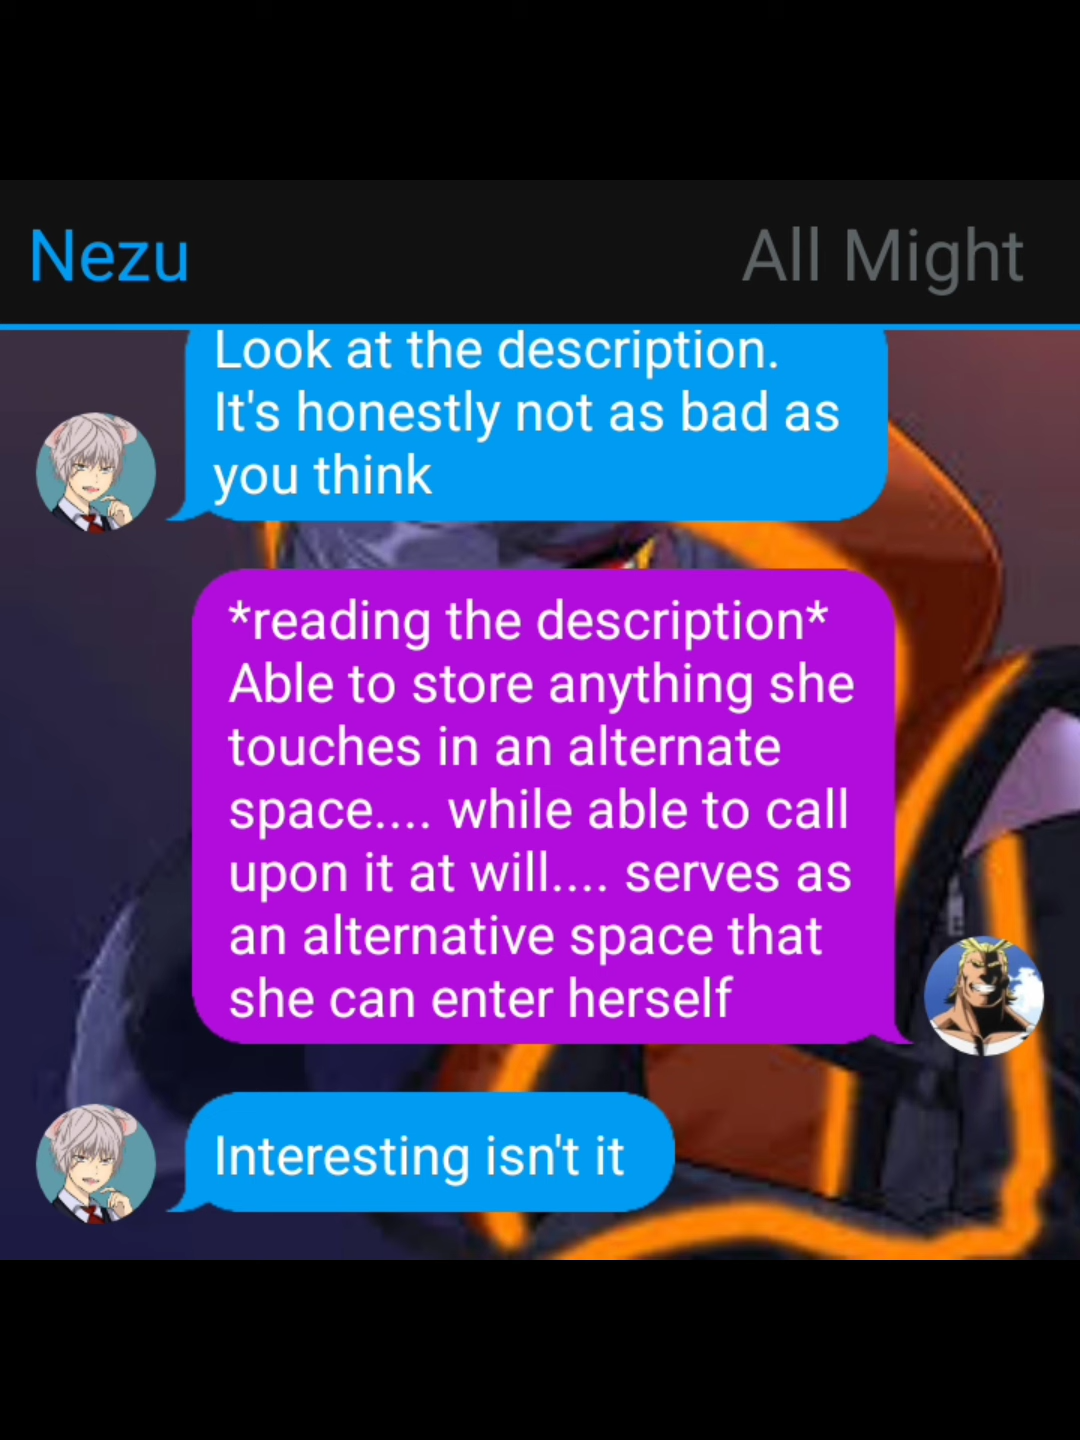 Nezu
All Might
Look at the description.
It's honestly not as bad as
you think
*reading the description*
Able to store anything she
touches in an alternate
space.... while able to call
upon it at will.... serves as
an alternative space that
she can enter herself
Interesting isn't it